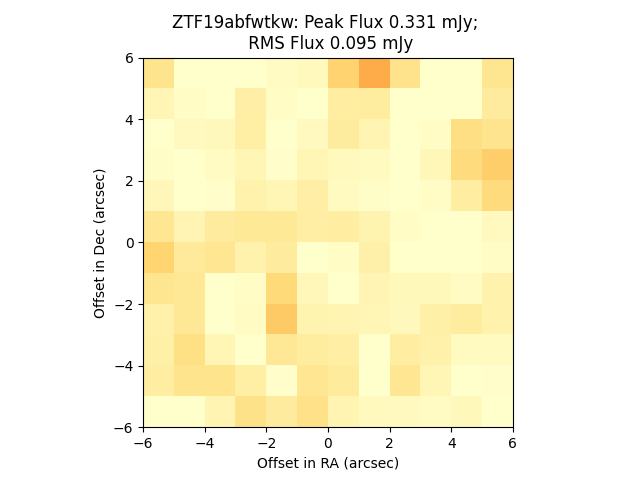 ZTF19abfwtkw: Peak Flux 0.331 mJy;
RMS Flux 0.095 mJy
6
4
2
0
−2
−4
−6
Offset in Dec (arcsec)
−6 −4 −2 0 2 4 6
Offset in RA (arcsec)